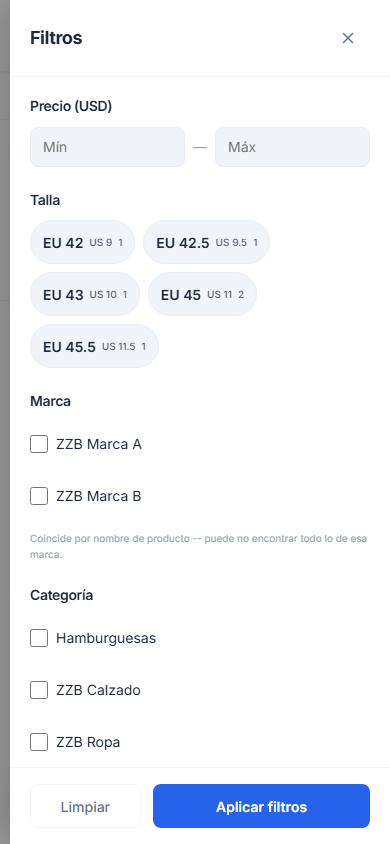 Filtros
Precio (USD)
Mín — Máx
Talla
EU 42 US 9 1 EU 42.5 US 9.5 1
EU 43 US 10 1 EU 45 US 11 2
EU 45.5 US 11.5 1
Marca
ZZB Marca A
ZZB Marca B
Coincide por nombre de producto -- puede no encontrar todo lo de esa
marca.
Categoría
Hamburguesas
ZZB Calzado
ZZB Ropa
Limpiar Aplicar filtros